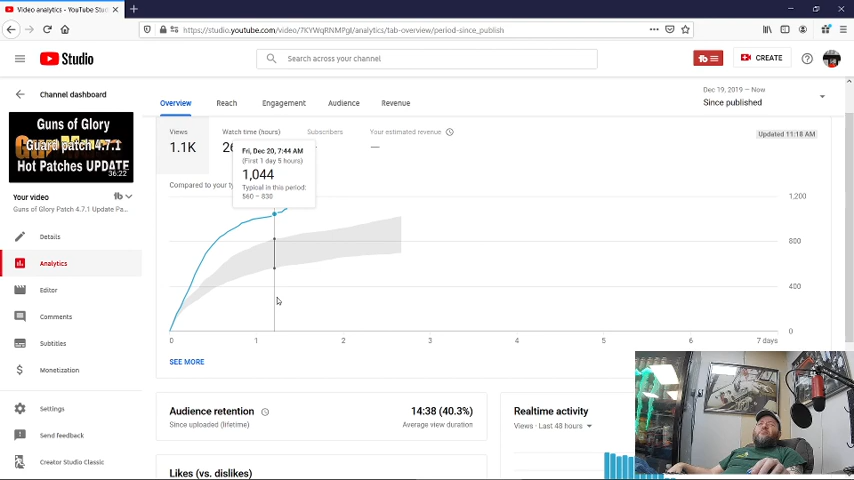 Video analytics - YouTube Stu
https://studio.youtube.com/video/7KYWqRNMPgI/analytics/tab-overview/period-since_publish
Studio
Search across your channel
CREATE
Channel dashboard
Guns of Glory
Guard patch 4.7.1
Hot Patches UPDATE
36:22
Your video
Guns of Glory Patch 4.7.1 Update Pa...
Details
Analytics
Editor
Comments
Subtitles
Monetization
Settings
Send feedback
Creator Studio Classic
Overview
Reach
Engagement
Audience
Revenue
Dec 19, 2019 – Now
Since published
Views
1.1K
Watch time (hours)
Subscribers
—
Your estimated revenue
—
Updated 11:18 AM
Compared to your ty
Fri, Dec 20, 7:44 AM
(First 1 day 5 hours)
1,044
Typical in this period:
560 – 830
1,200
800
400
0
0 1 2 3 4 5 6 7 days
SEE MORE
Audience retention
Since uploaded (lifetime)
14:38 (40.3%)
Average view duration
Realtime activity
Views · Last 48 hours
Likes (vs. dislikes)